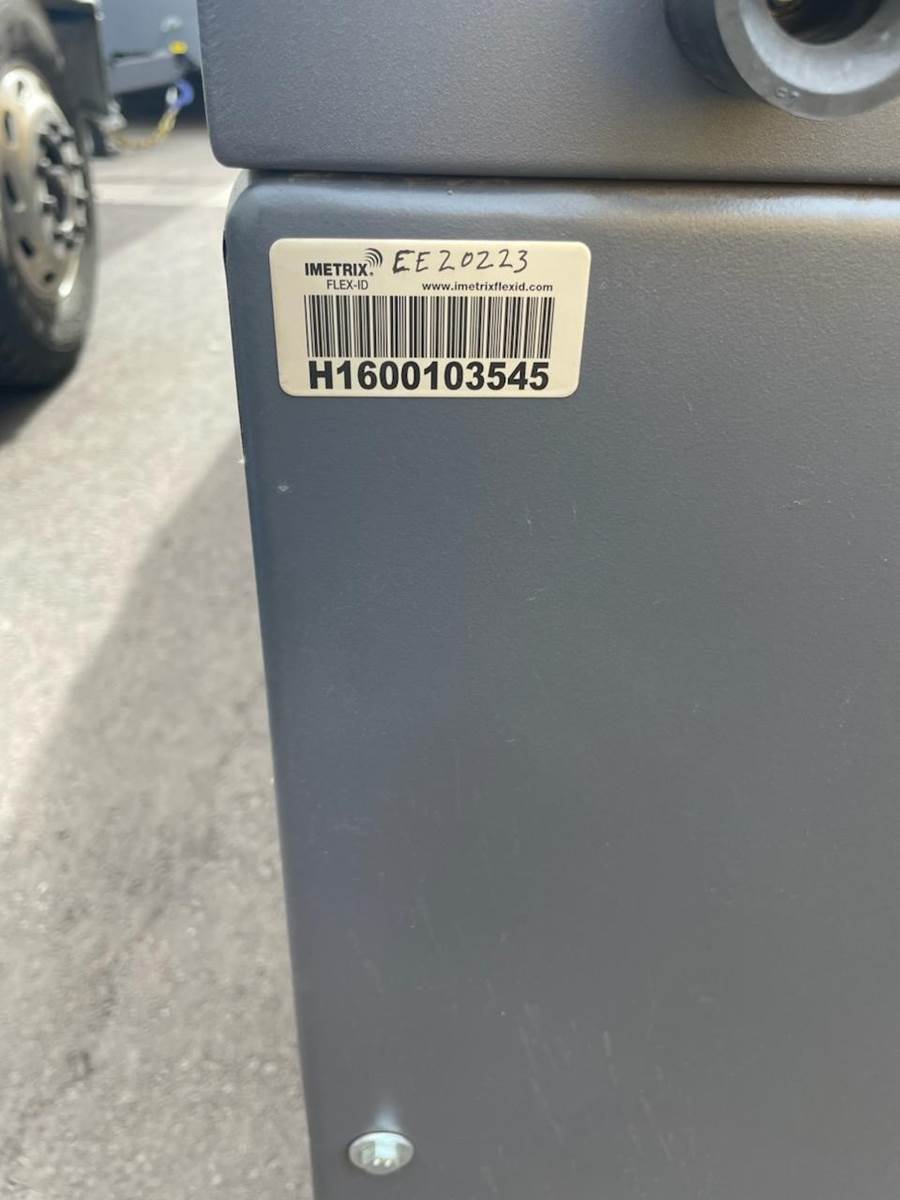 IMETRIX. EE20223
FLEX-ID www.imetrixflexid.com
H1600103545